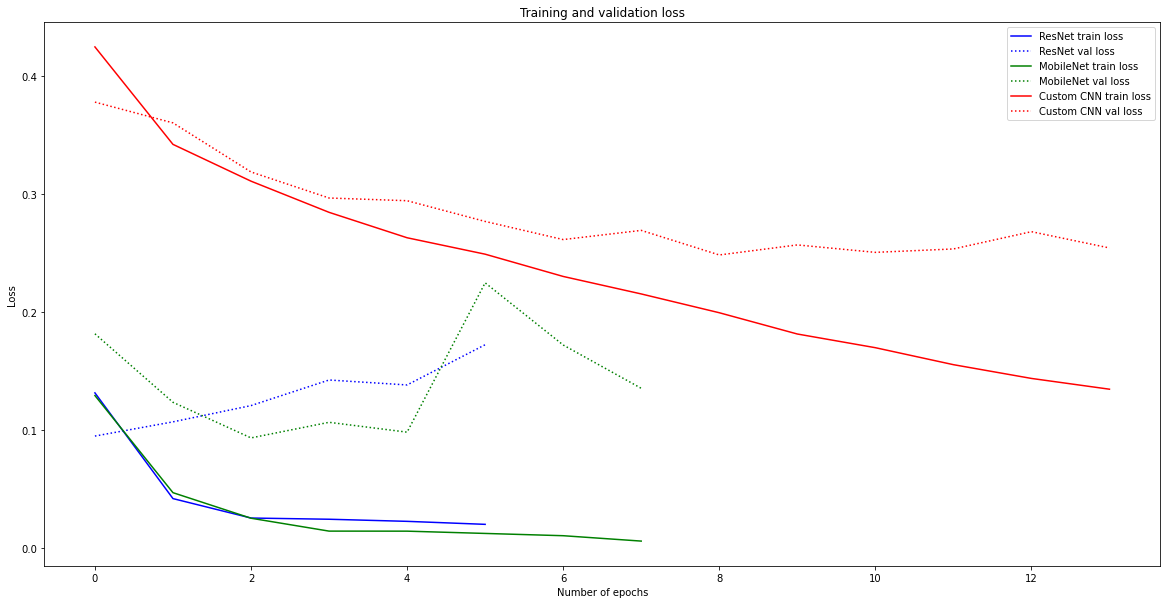 Training and validation loss
ResNet train loss
ResNet val loss
MobileNet train loss
MobileNet val loss
Custom CNN train loss
Custom CNN val loss
0.4
0.3
0.2
0.1
0.0
Loss
0 2 4 6 8 10 12
Number of epochs